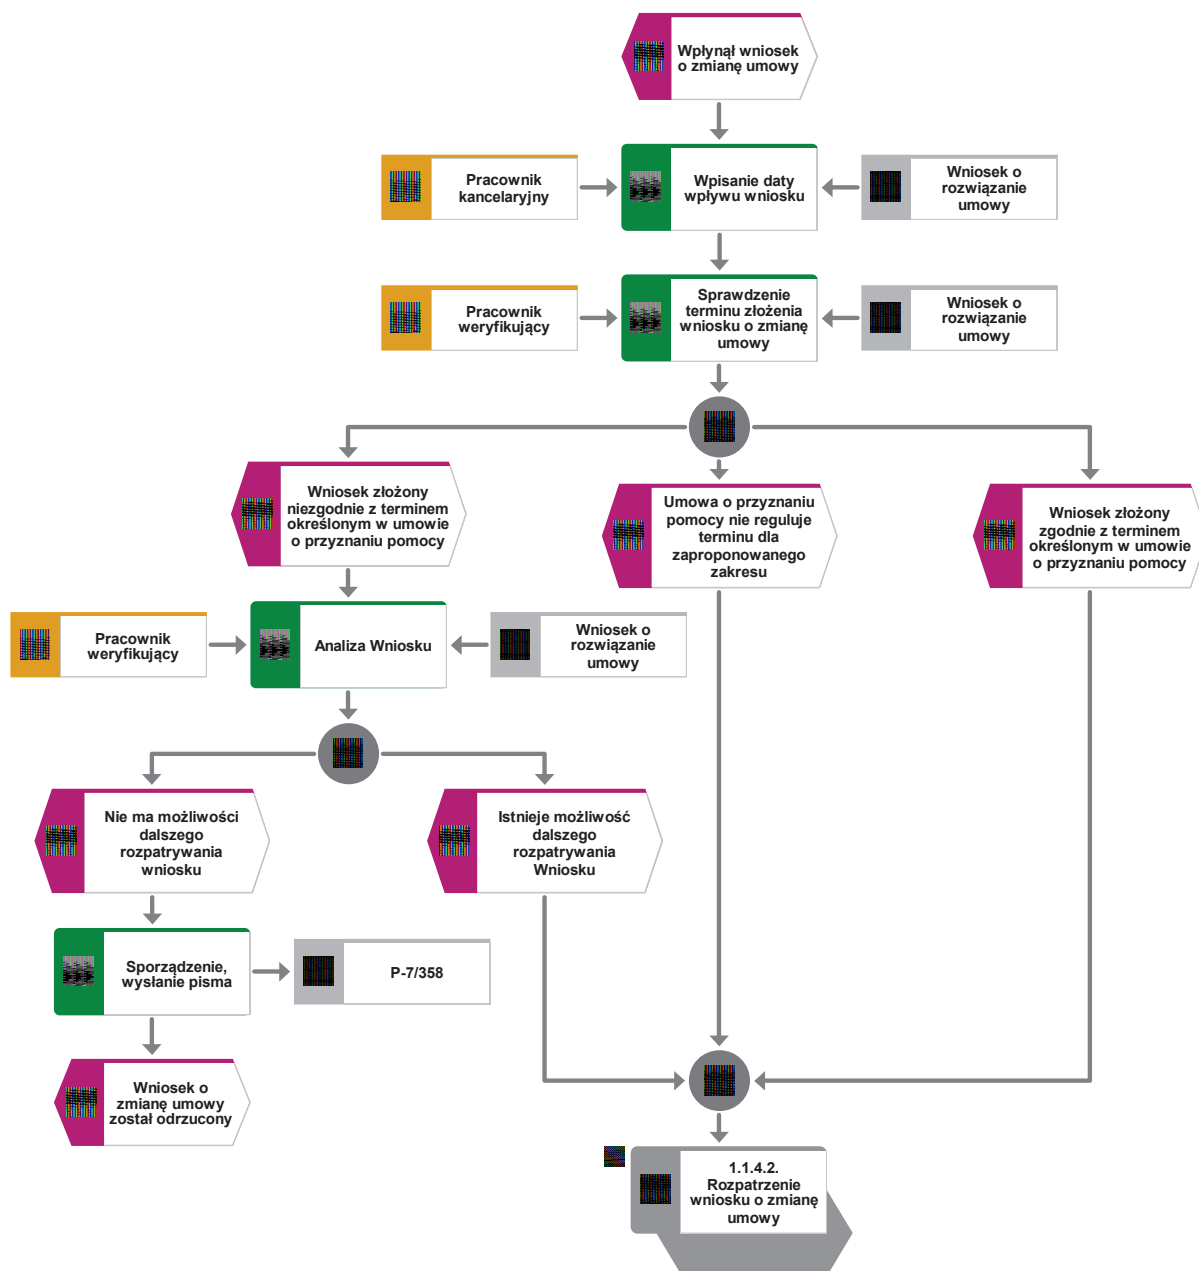 Wpłynął wniosek
o zmianę umowy
Pracownik
kancelaryjny
Wpisanie daty
wpływu wniosku
Wniosek o
rozwiązanie
umowy
Pracownik
weryfikujący
Sprawdzenie
terminu złożenia
wniosku o zmianę
umowy
Wniosek o
rozwiązanie
umowy
Wniosek złożony
niezgodnie z terminem
określonym w umowie
o przyznaniu pomocy
Umowa o przyznaniu
pomocy nie reguluje
terminu dla
zaproponowanego
zakresu
Wniosek złożony
zgodnie z terminem
określonym w umowie
o przyznaniu pomocy
Pracownik
weryfikujący
Analiza Wniosku
Wniosek o
rozwiązanie
umowy
Nie ma możliwości
dalszego
rozpatrywania
wniosku
Istnieje możliwość
dalszego
rozpatrywania
Wniosku
Sporządzenie,
wysłanie pisma
P-7/358
Wniosek o
zmianę umowy
został odrzucony
1.1.4.2.
Rozpatrzenie
wniosku o zmianę
umowy